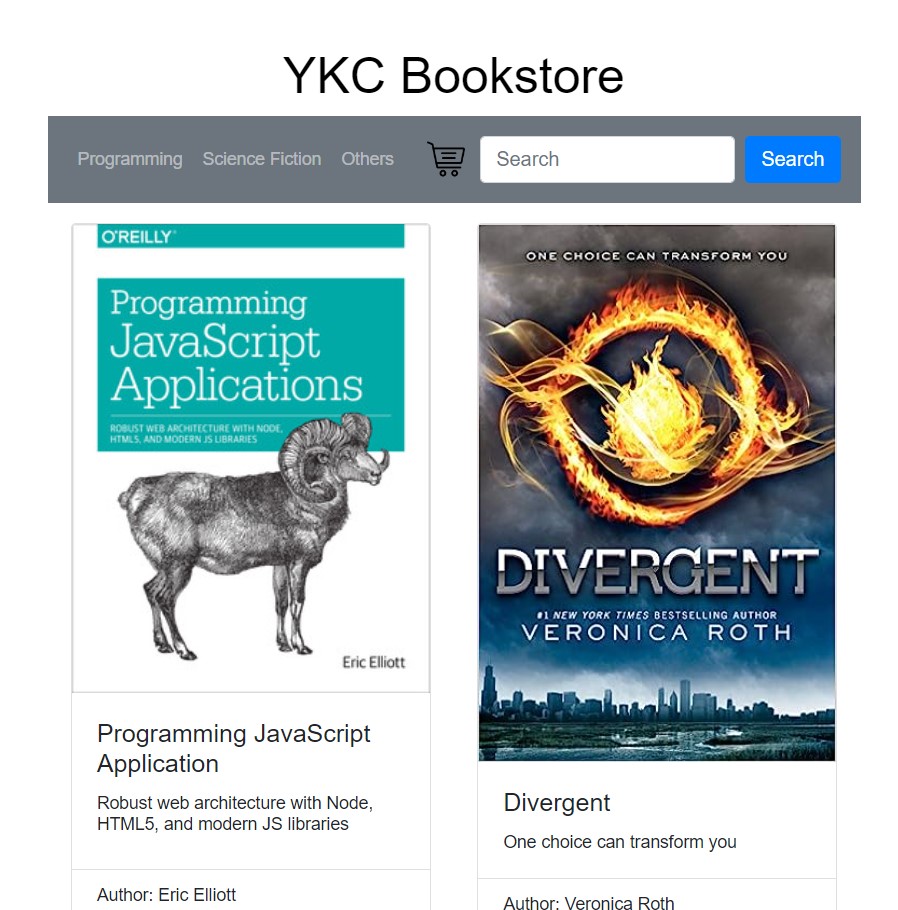 YKC Bookstore
Programming
Science Fiction
Others
Search
Search
O'REILLY®
Programming
JavaScript
Applications
ROBUST WEB ARCHITECTURE WITH NODE,
HTML5, AND MODERN JS LIBRARIES
Eric Elliott
Programming JavaScript
Application
Robust web architecture with Node,
HTML5, and modern JS libraries
Author: Eric Elliott
ONE CHOICE CAN TRANSFORM YOU
DIVERGENT
#1 NEW YORK TIMES BESTSELLING AUTHOR
VERONICA ROTH
Divergent
One choice can transform you
Author: Veronica Roth